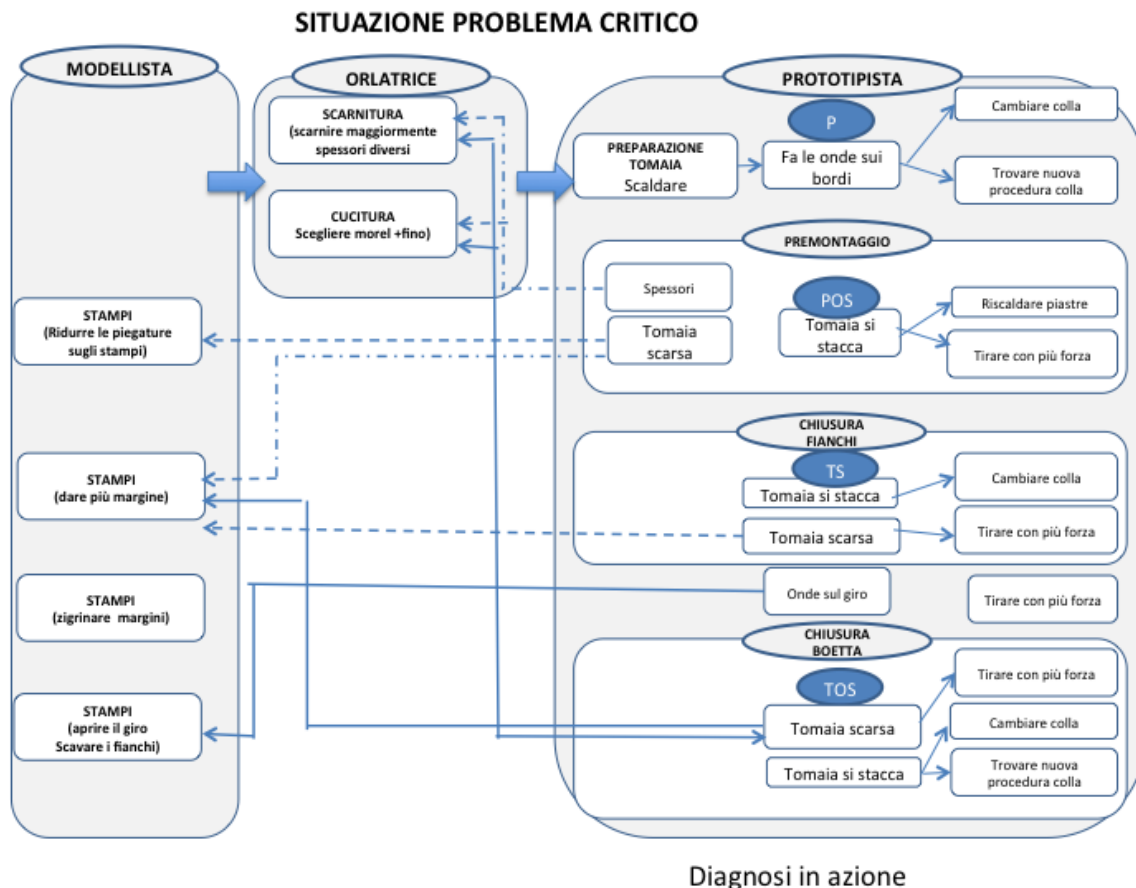 SITUAZIONE PROBLEMA CRITICO
MODELLISTA
STAMPI
(Ridurre le piegature
sugli stampi)
STAMPI
(dare più margine)
STAMPI
(zigrinare margini)
STAMPI
(aprire il giro
Scavare i fianchi)
ORLATRICE
SCARNITURA
(scarnire maggiormente
spessori diversi
CUCITURA
Scegliere morel +fino)
PROTOTIPISTA
PREPARAZIONE
TOMAIA
Scaldare
P
Fa le onde sui
bordi
Cambiare colla
Trovare nuova
procedura colla
PREMONTAGGIO
Spessori
Tomaia
scarsa
POS
Tomaia si
stacca
Riscaldare piastre
Tirare con più forza
CHIUSURA
FIANCHI
TS
Tomaia si stacca
Cambiare colla
Tomaia scarsa
Tirare con più forza
Onde sul giro
Tirare con più forza
CHIUSURA
BOETTA
TOS
Tomaia scarsa
Tirare con più forza
Cambiare colla
Tomaia si stacca
Trovare nuova
procedura colla
Diagnosi in azione